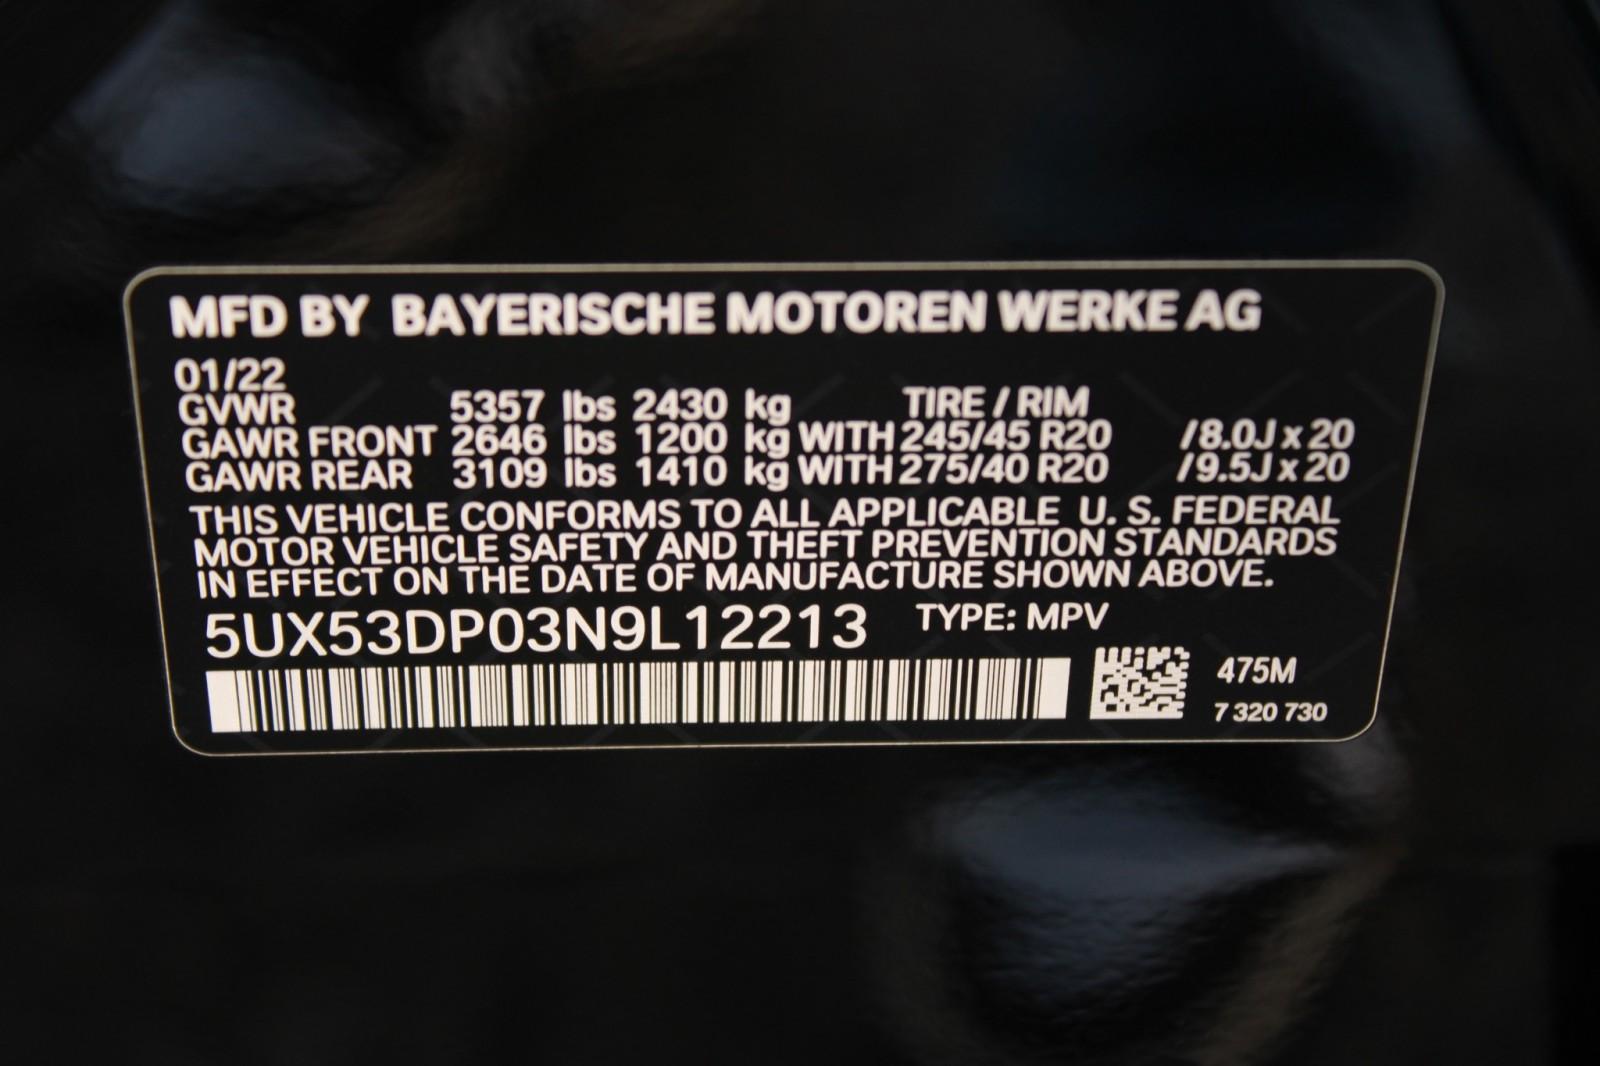 MFD BY BAYERISCHE MOTOREN WERKE AG
01/22
GVWR 5357 lbs 2430 kg TIRE / RIM
GAWR FRONT 2646 lbs 1200 kg WITH 245/45 R20 /8.0J x 20
GAWR REAR 3109 lbs 1410 kg WITH 275/40 R20 /9.5J x 20
THIS VEHICLE CONFORMS TO ALL APPLICABLE U. S. FEDERAL
MOTOR VEHICLE SAFETY AND THEFT PREVENTION STANDARDS
IN EFFECT ON THE DATE OF MANUFACTURE SHOWN ABOVE.
5UX53DP03N9L12213 TYPE: MPV
475M
7 320 730